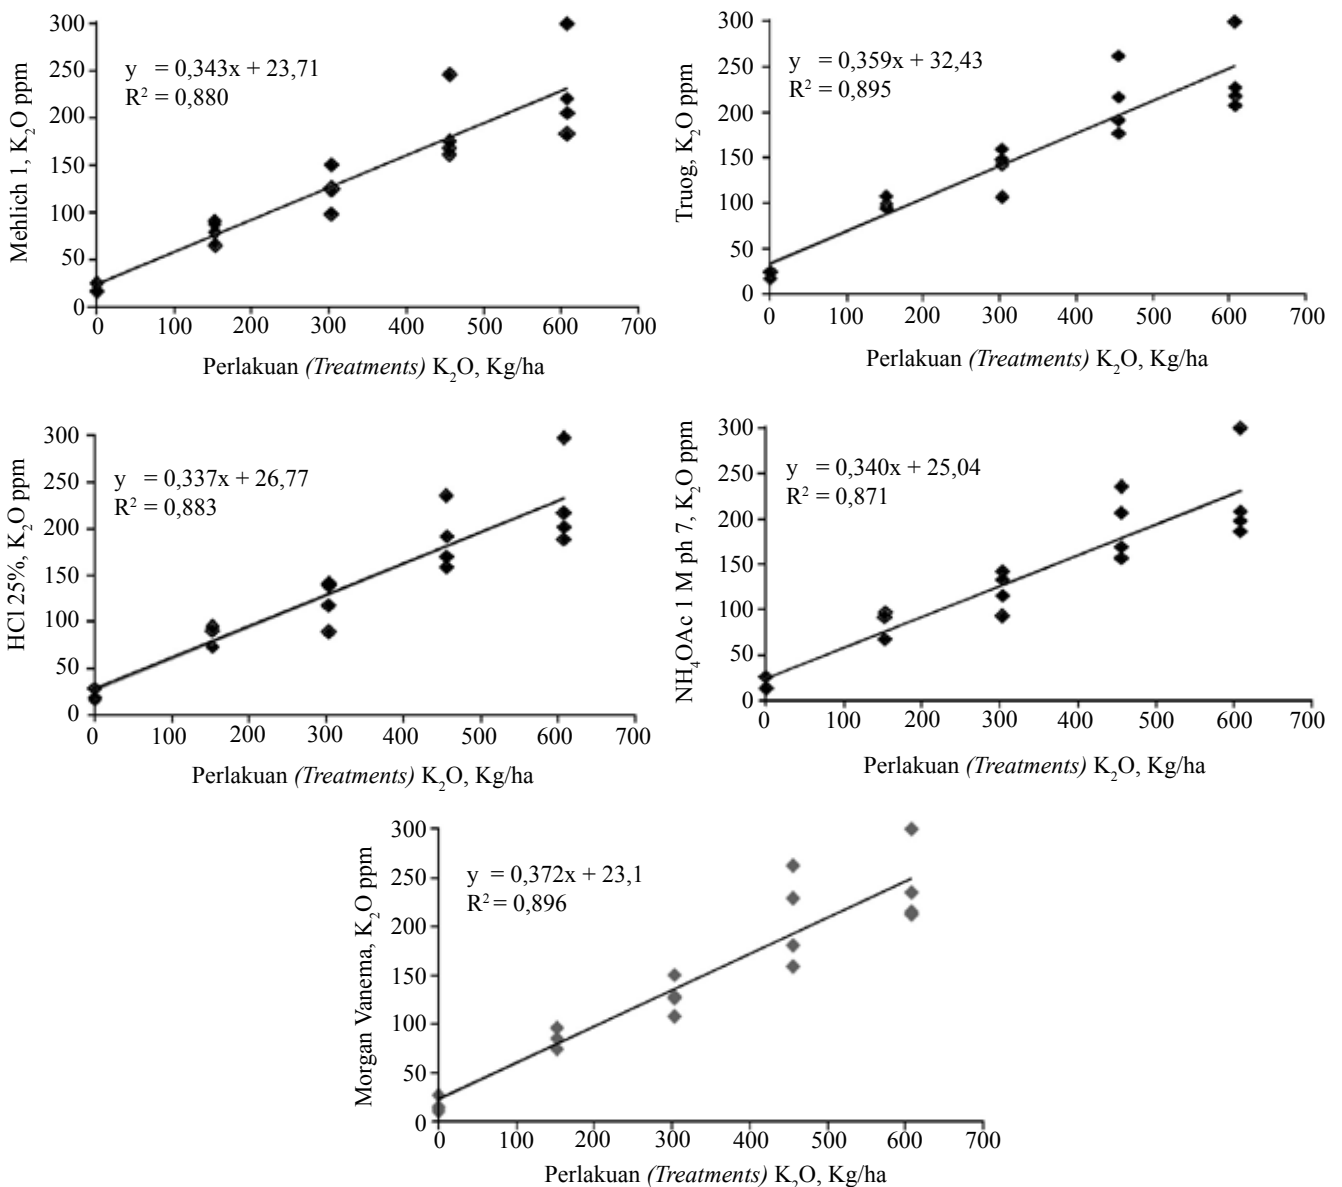 y = 0,343x + 23,71
R² = 0,880
Mehlich 1, K₂O ppm
300
250
200
150
100
50
0
0 100 200 300 400 500 600 700
Perlakuan (Treatments) K₂O, Kg/ha
y = 0,359x + 32,43
R² = 0,895
Truog, K₂O ppm
300
250
200
150
100
50
0
0 100 200 300 400 500 600 700
Perlakuan (Treatments) K₂O, Kg/ha
y = 0,337x + 26,77
R² = 0,883
HCl 25%, K₂O ppm
300
250
200
150
100
50
0
0 100 200 300 400 500 600 700
Perlakuan (Treatments) K₂O, Kg/ha
y = 0,340x + 25,04
R² = 0,871
NH₄OAc 1 M ph 7, K₂O ppm
300
250
200
150
100
50
0
0 100 200 300 400 500 600 700
Perlakuan (Treatments) K₂O, Kg/ha
y = 0,372x + 23,1
R² = 0,896
Morgan Vanema, K₂O ppm
300
250
200
150
100
50
0
0 100 200 300 400 500 600 700
Perlakuan (Treatments) K₂O, Kg/ha